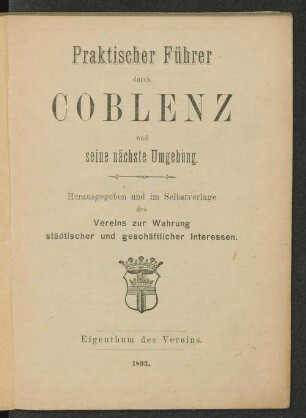 Praktischer Führer
durch
COBLENZ
und
seine nächste Umgebung.
Herausgegeben und im Selbstverlage
des
Vereins zur Wahrung
städtischer und geschäftlicher Interessen.
Eigenthum des Vereins.
1893.